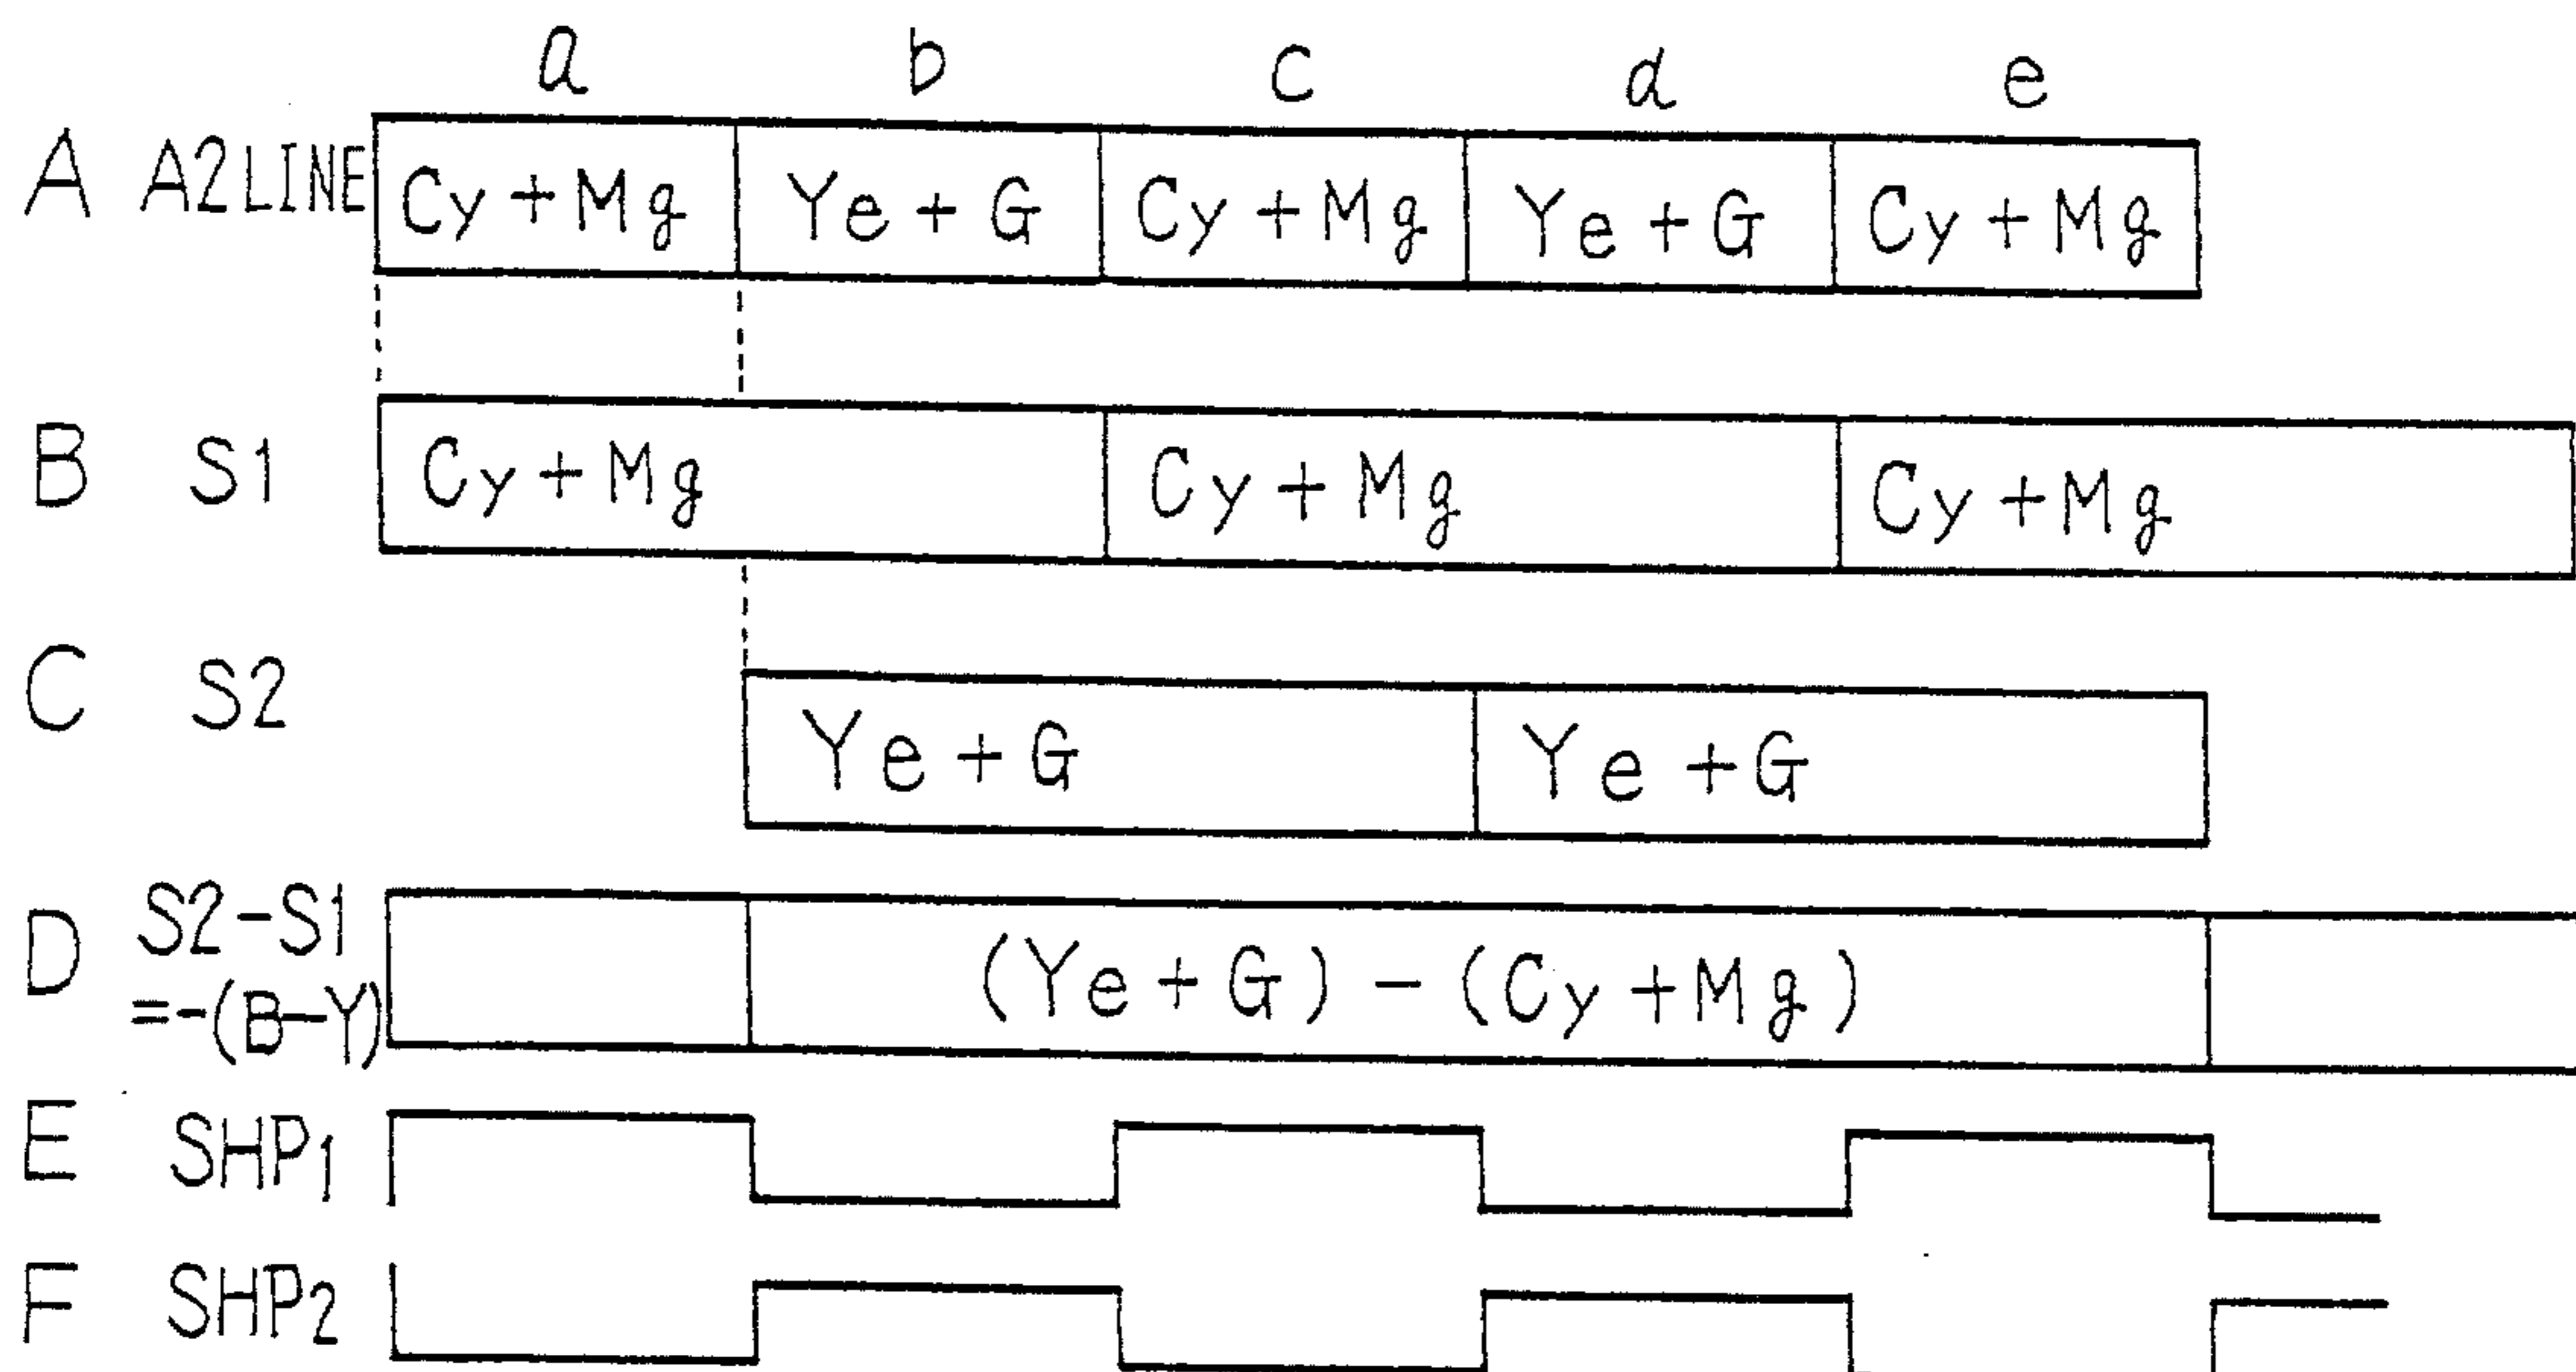 a b c d e
A A2LINE Cy+Mg Ye+G Cy+Mg Ye+G Cy+Mg
B S1 Cy+Mg Cy+Mg Cy+Mg
C S2 Ye+G Ye+G
D S2-S1
=-(B-Y) (Ye+G)-(Cy+Mg)
E SHP1
F SHP2